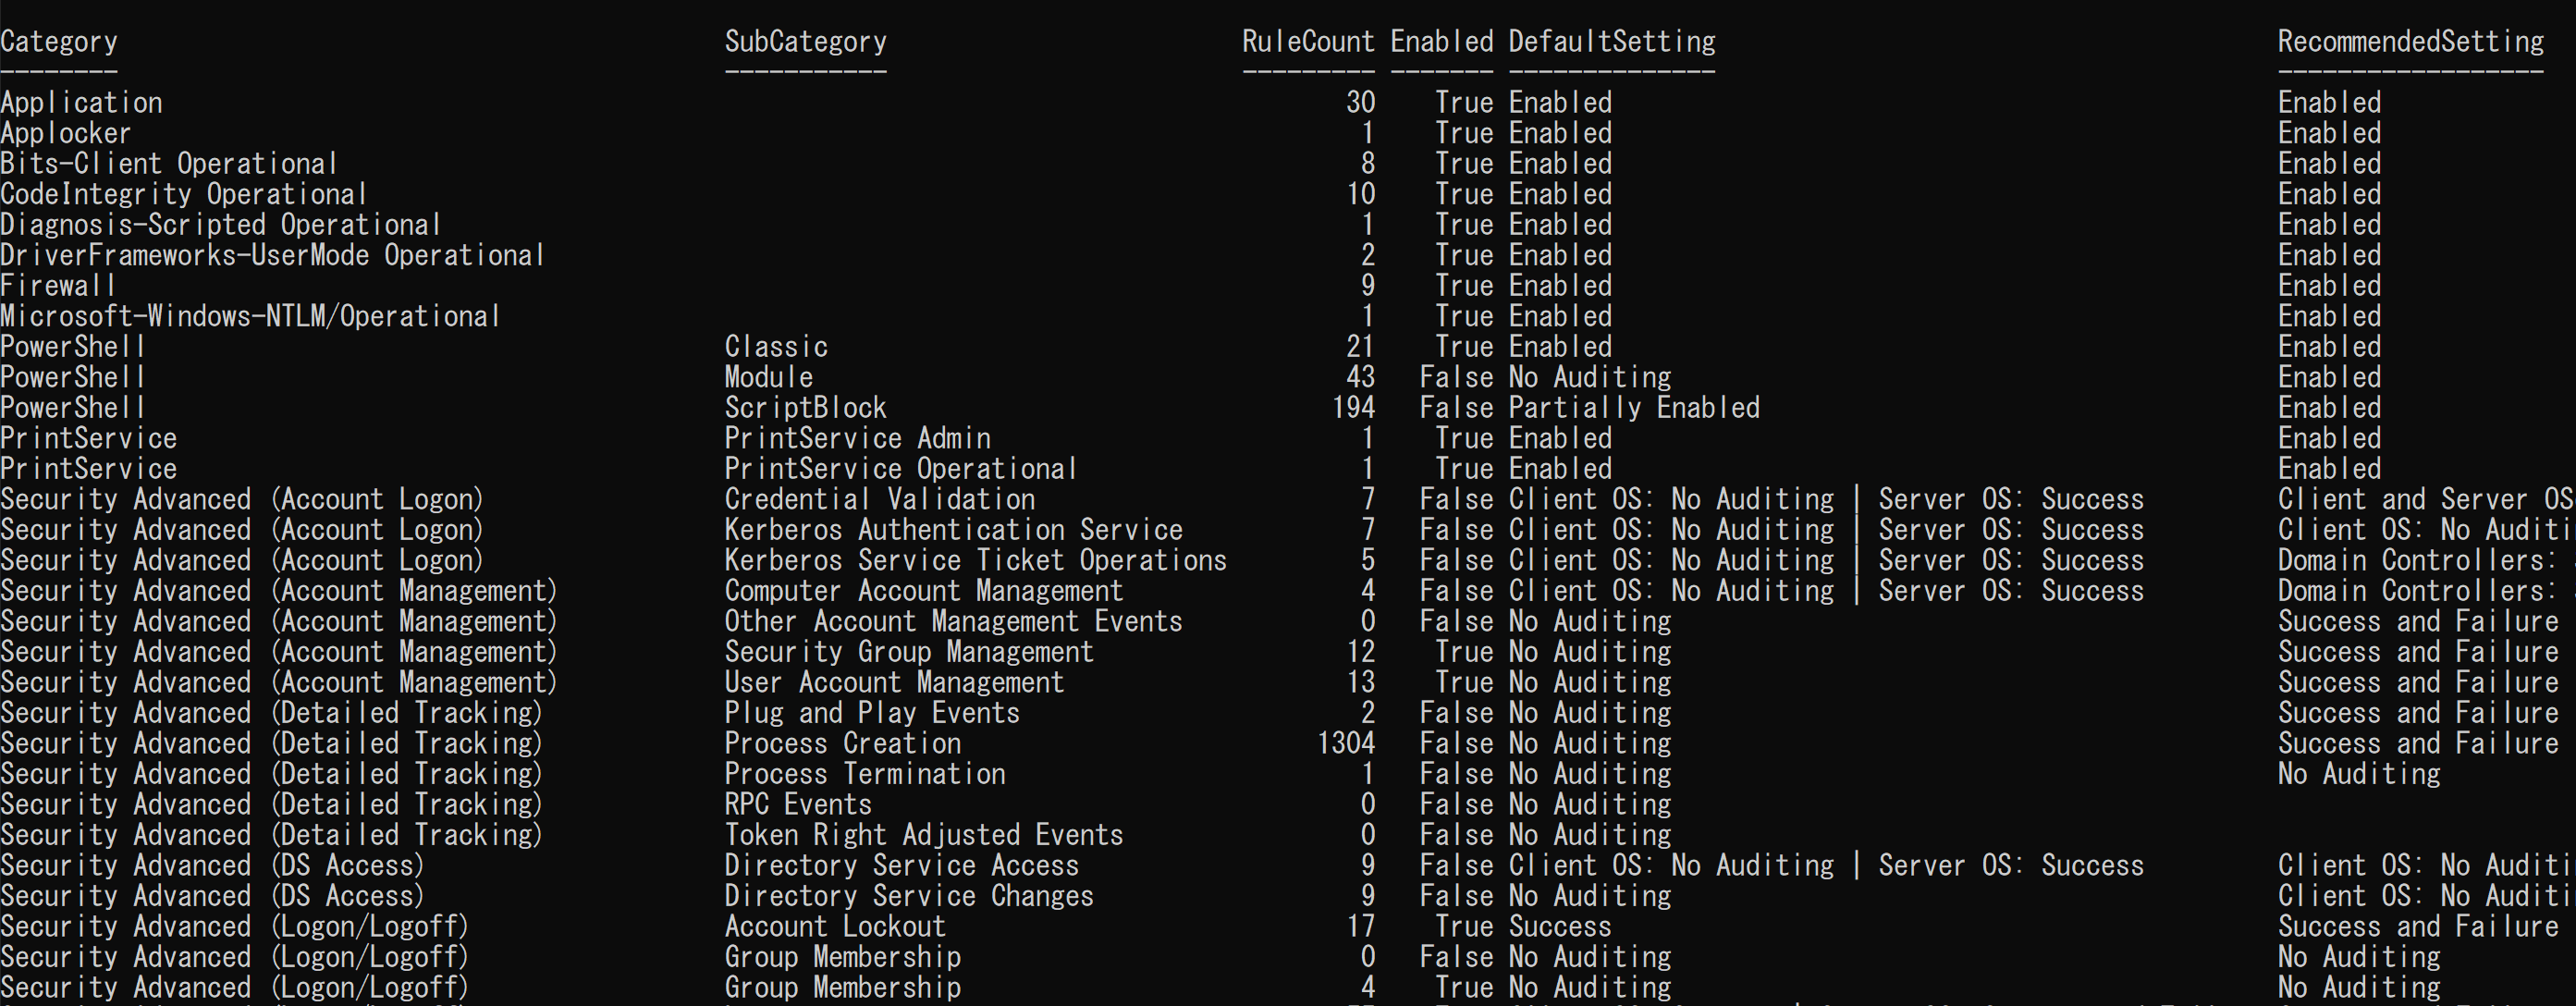 Category SubCategory RuleCount Enabled DefaultSetting RecommendedSetting
-------- ----------- --------- ------- -------------- ------------------
Application 30 True Enabled Enabled
Applocker 1 True Enabled Enabled
Bits-Client Operational 8 True Enabled Enabled
CodeIntegrity Operational 10 True Enabled Enabled
Diagnosis-Scripted Operational 1 True Enabled Enabled
DriverFrameworks-UserMode Operational 2 True Enabled Enabled
Firewall 9 True Enabled Enabled
Microsoft-Windows-NTLM/Operational 1 True Enabled Enabled
PowerShell Classic 21 True Enabled Enabled
PowerShell Module 43 False No Auditing Enabled
PowerShell ScriptBlock 194 False Partially Enabled Enabled
PrintService PrintService Admin 1 True Enabled Enabled
PrintService PrintService Operational 1 True Enabled Enabled
Security Advanced (Account Logon) Credential Validation 7 False Client OS: No Auditing | Server OS: Success Client and Server OS
Security Advanced (Account Logon) Kerberos Authentication Service 7 False Client OS: No Auditing | Server OS: Success Client OS: No Auditi
Security Advanced (Account Logon) Kerberos Service Ticket Operations 5 False Client OS: No Auditing | Server OS: Success Domain Controllers:
Security Advanced (Account Management) Computer Account Management 4 False Client OS: No Auditing | Server OS: Success Domain Controllers:
Security Advanced (Account Management) Other Account Management Events 0 False No Auditing Success and Failure
Security Advanced (Account Management) Security Group Management 12 True No Auditing Success and Failure
Security Advanced (Account Management) User Account Management 13 True No Auditing Success and Failure
Security Advanced (Detailed Tracking) Plug and Play Events 2 False No Auditing Success and Failure
Security Advanced (Detailed Tracking) Process Creation 1304 False No Auditing Success and Failure
Security Advanced (Detailed Tracking) Process Termination 1 False No Auditing No Auditing
Security Advanced (Detailed Tracking) RPC Events 0 False No Auditing
Security Advanced (Detailed Tracking) Token Right Adjusted Events 0 False No Auditing
Security Advanced (DS Access) Directory Service Access 9 False Client OS: No Auditing | Server OS: Success Client OS: No Auditi
Security Advanced (DS Access) Directory Service Changes 9 False No Auditing Client OS: No Auditi
Security Advanced (Logon/Logoff) Account Lockout 17 True Success Success and Failure
Security Advanced (Logon/Logoff) Group Membership 0 False No Auditing No Auditing
Security Advanced (Logon/Logoff) Group Membership 4 True No Auditing No Auditing